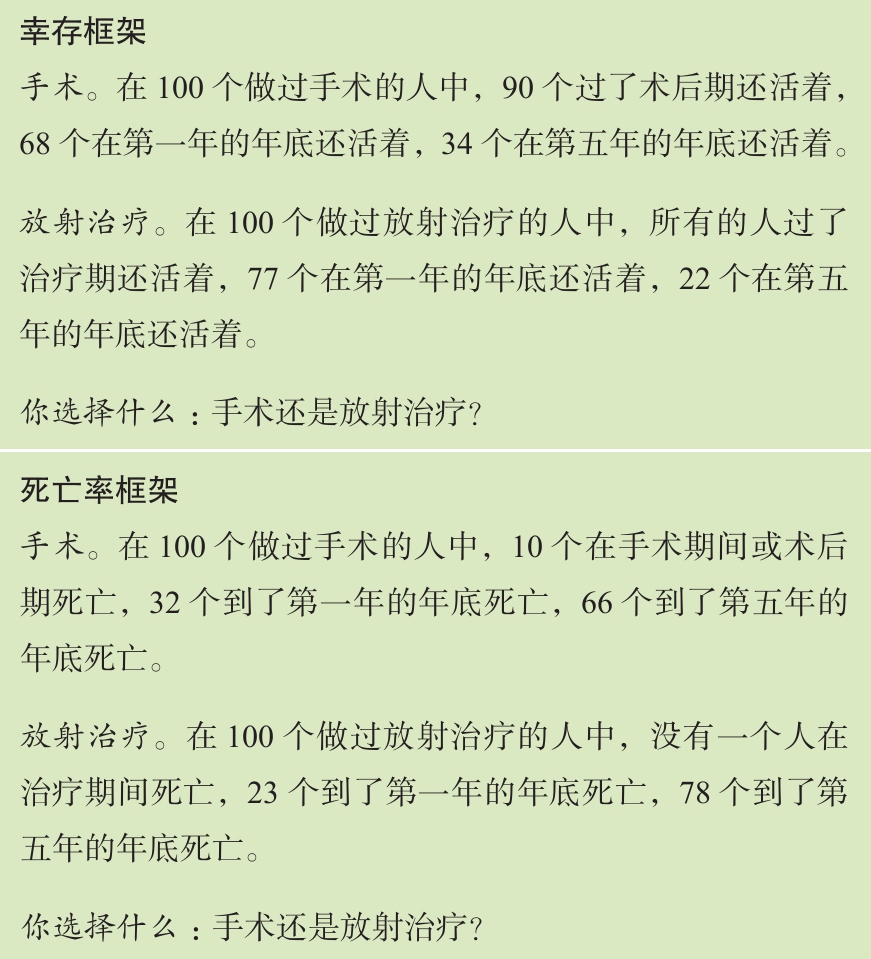 幸存框架
手术。在 100 个做过手术的人中，90 个过了术后期还活着，
68 个在第一年的年底还活着，34 个在第五年的年底还活着。
放射治疗。在 100 个做过放射治疗的人中，所有的人过了
治疗期还活着，77 个在第一年的年底还活着，22 个在第五
年的年底还活着。
你选择什么：手术还是放射治疗？
死亡率框架
手术。在 100 个做过手术的人中，10 个在手术期间或术后
期死亡，32 个到了第一年的年底死亡，66 个到了第五年的
年底死亡。
放射治疗。在 100 个做过放射治疗的人中，没有一个人在
治疗期间死亡，23 个到了第一年的年底死亡，78 个到了第
五年的年底死亡。
你选择什么：手术还是放射治疗？